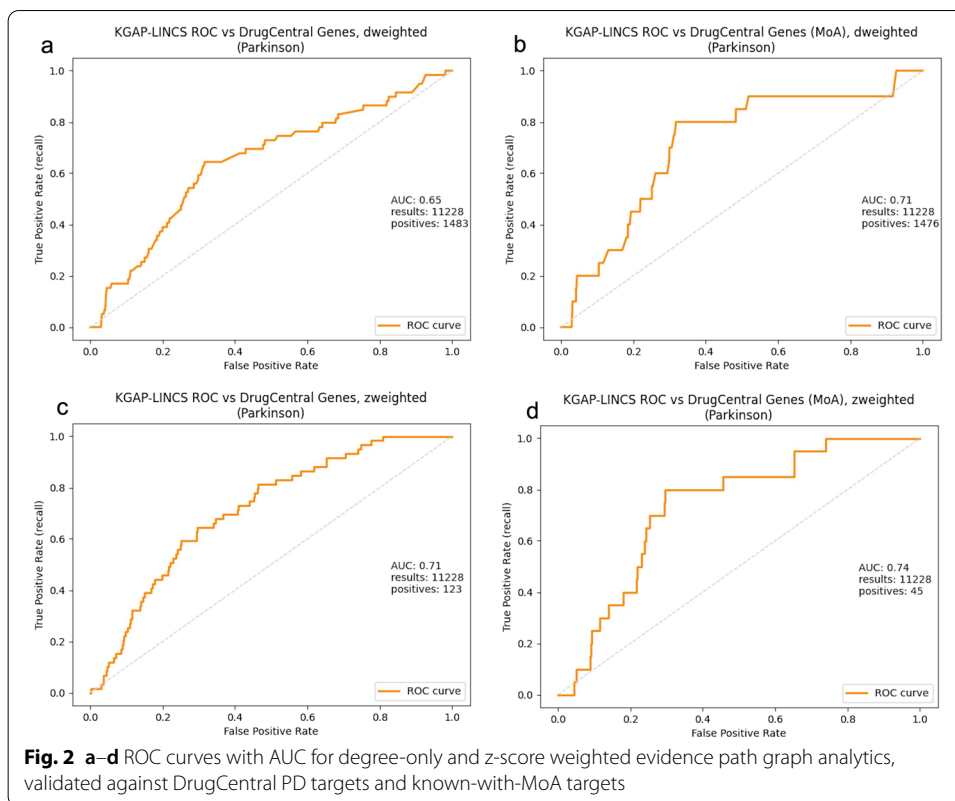 a
KGAP-LINCS ROC vs DrugCentral Genes, dweighted
(Parkinson)
1.0
0.8
0.6
0.4
0.2
0.0
True Positive Rate (recall)
AUC: 0.65
results: 11228
positives: 1483
ROC curve
0.0 0.2 0.4 0.6 0.8 1.0
False Positive Rate
b
KGAP-LINCS ROC vs DrugCentral Genes (MoA), dweighted
(Parkinson)
1.0
0.8
0.6
0.4
0.2
0.0
True Positive Rate (recall)
AUC: 0.71
results: 11228
positives: 1476
ROC curve
0.0 0.2 0.4 0.6 0.8 1.0
False Positive Rate
c
KGAP-LINCS ROC vs DrugCentral Genes, zweighted
(Parkinson)
1.0
0.8
0.6
0.4
0.2
0.0
True Positive Rate (recall)
AUC: 0.71
results: 11228
positives: 123
ROC curve
0.0 0.2 0.4 0.6 0.8 1.0
False Positive Rate
d
KGAP-LINCS ROC vs DrugCentral Genes (MoA), zweighted
(Parkinson)
1.0
0.8
0.6
0.4
0.2
0.0
True Positive Rate (recall)
AUC: 0.74
results: 11228
positives: 45
ROC curve
0.0 0.2 0.4 0.6 0.8 1.0
False Positive Rate
Fig. 2 a–d ROC curves with AUC for degree-only and z-score weighted evidence path graph analytics,
validated against DrugCentral PD targets and known-with-MoA targets